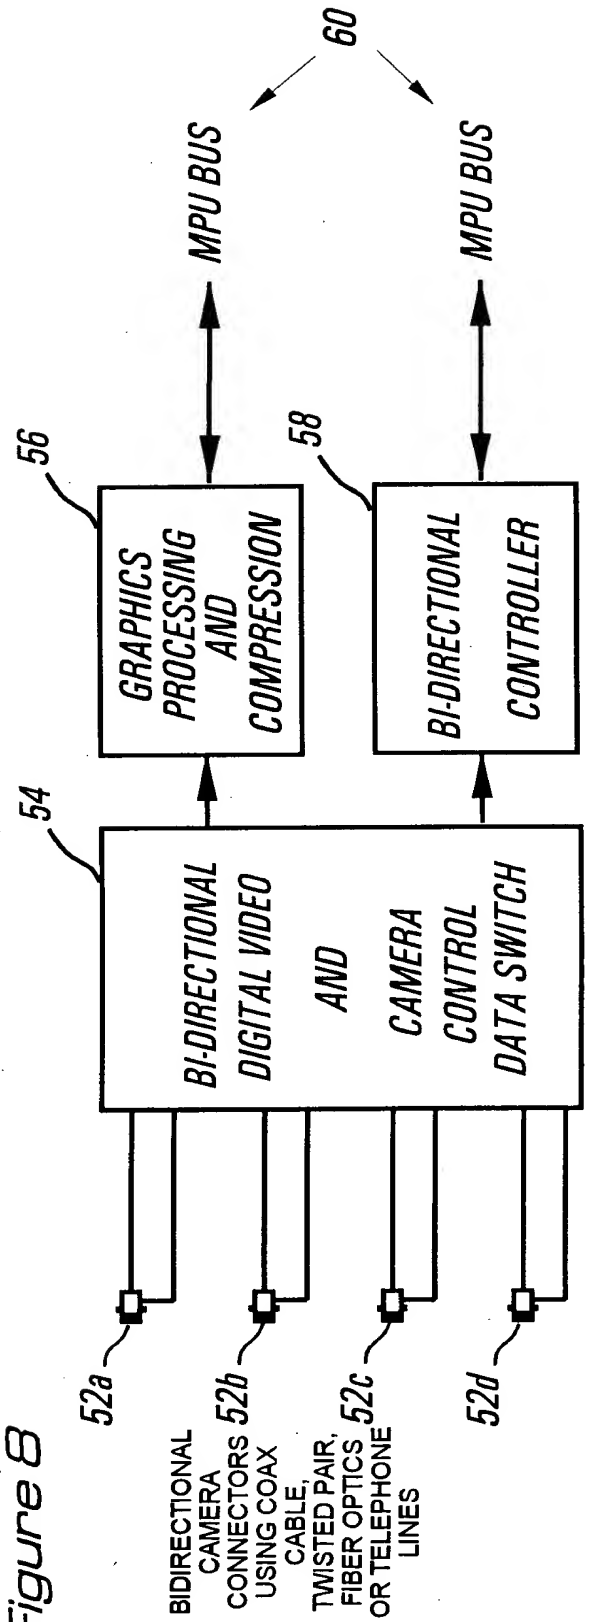 Figure 8
BIDIRECTIONAL
CAMERA
CONNECTORS
USING COAX
CABLE,
TWISTED PAIR,
FIBER OPTICS
OR TELEPHONE
LINES
52a
52b
52c
52d
54
BI-DIRECTIONAL
DIGITAL VIDEO
AND
CAMERA
CONTROL
DATA SWITCH
56
GRAPHICS
PROCESSING
AND
COMPRESSION
58
BI-DIRECTIONAL
CONTROLLER
MPU BUS
MPU BUS
60